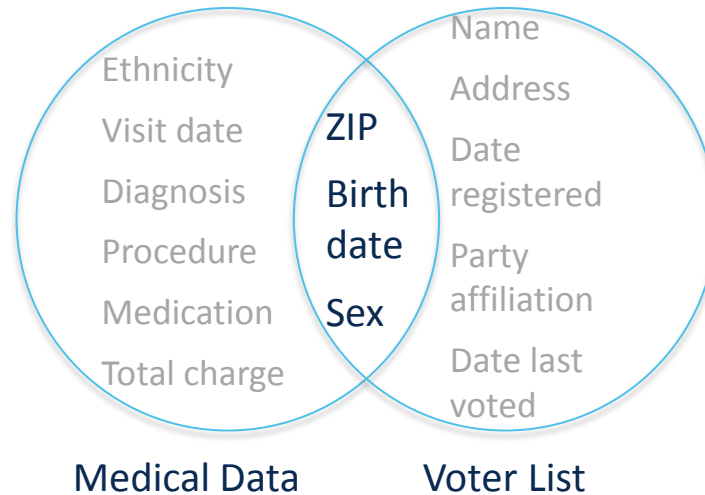 Ethnicity
Visit date
Diagnosis
Procedure
Medication
Total charge
ZIP
Birth
date
Sex
Name
Address
Date
registered
Party
affiliation
Date last
voted
Medical Data
Voter List